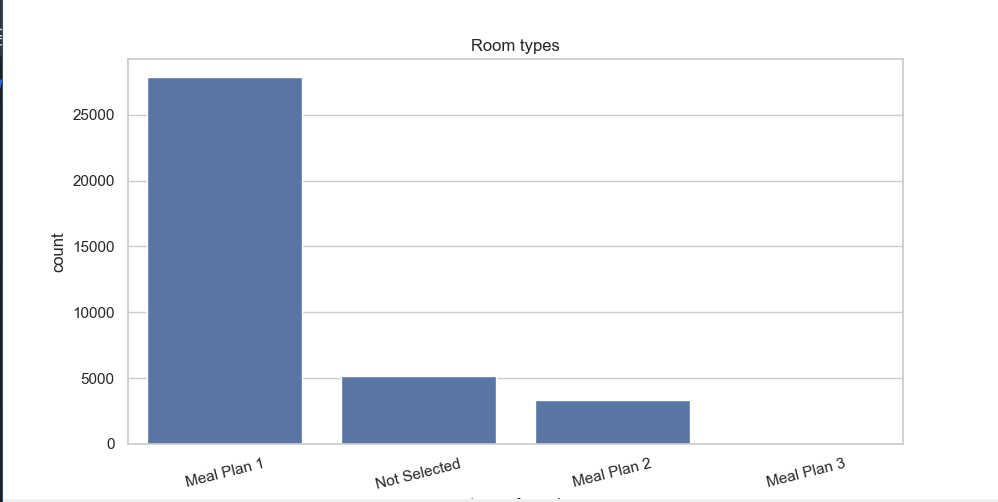 Room types
25000
20000
15000
10000
5000
0
count
Meal Plan 1
Not Selected
Meal Plan 2
Meal Plan 3